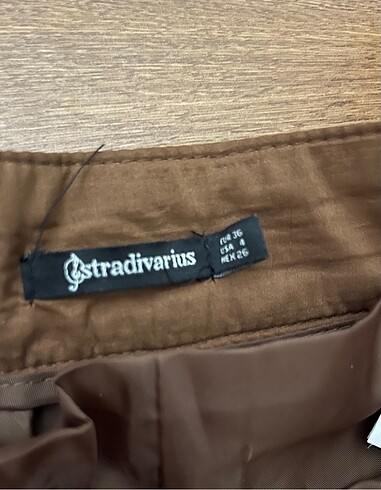 stradivarius
EUR 36
USA 4
MEX 26